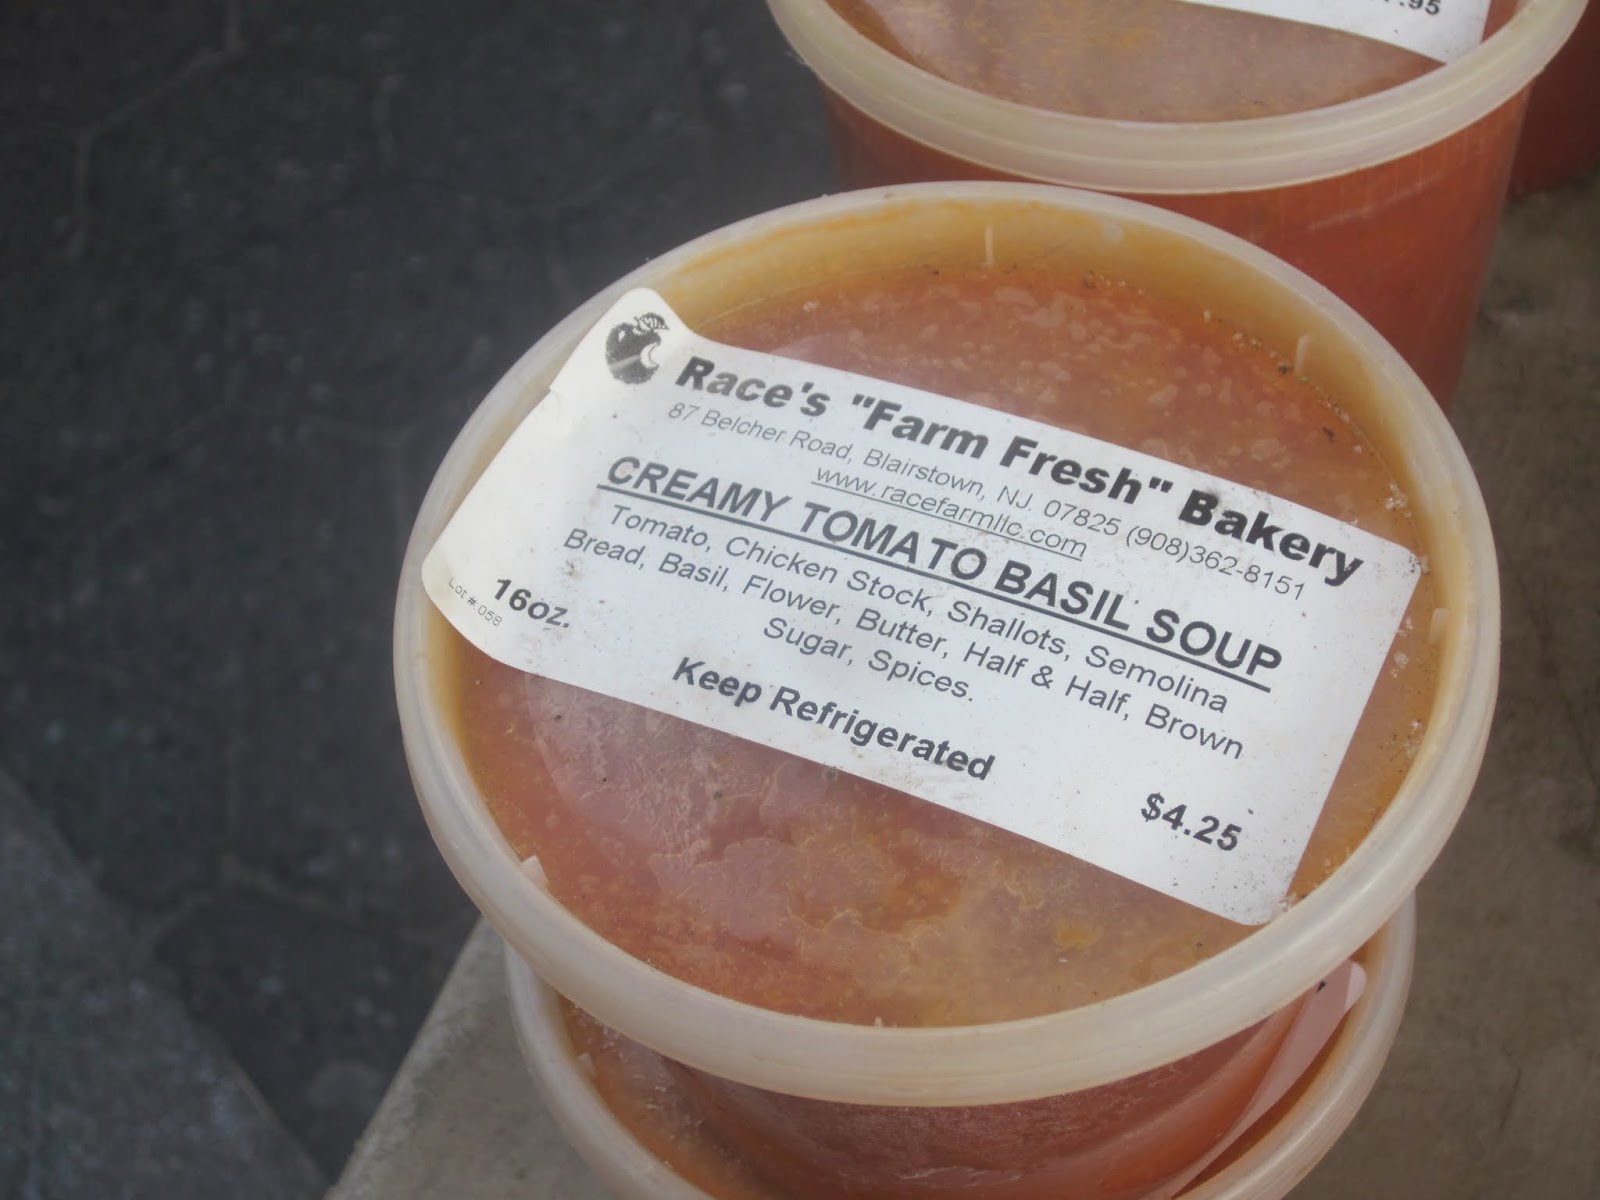 .95
Race's "Farm Fresh" Bakery
87 Belcher Road, Blairstown, NJ. 07825 (908)362-8151
www.racefarmllc.com
CREAMY TOMATO BASIL SOUP
Tomato, Chicken Stock, Shallots, Semolina
Bread, Basil, Flower, Butter, Half & Half, Brown
Sugar, Spices.
16oz.
Lot # 058
Keep Refrigerated
$4.25